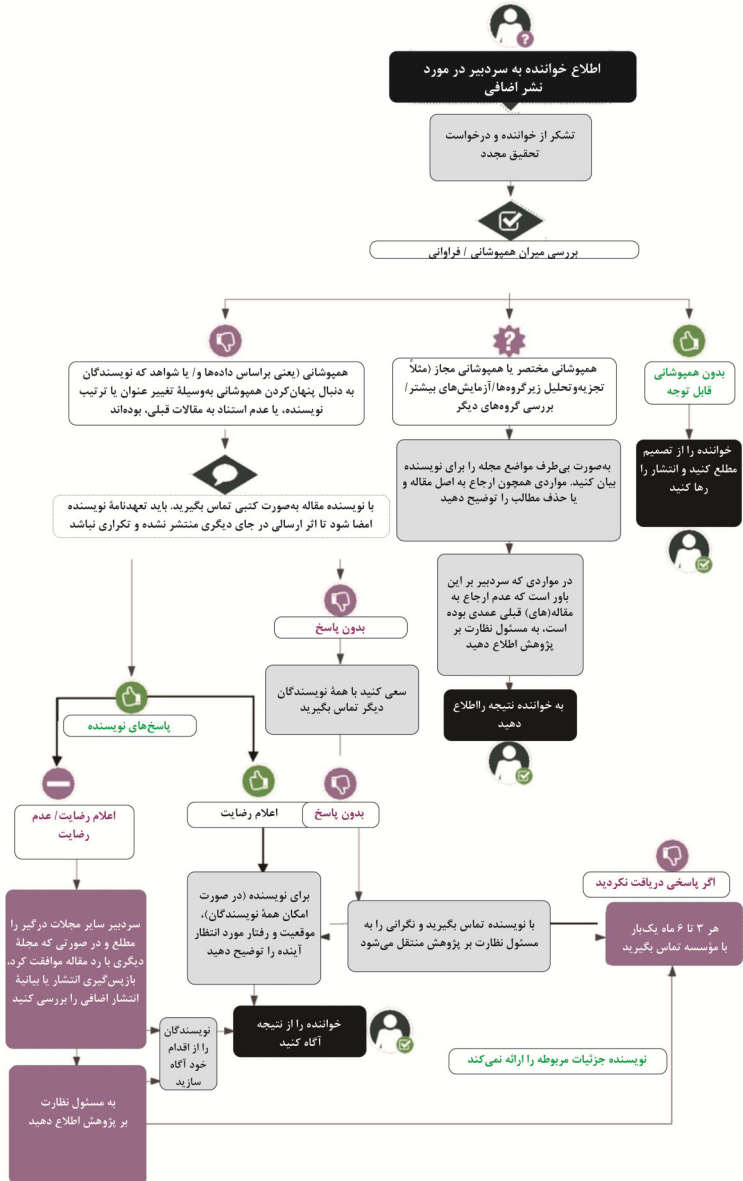 اطلاع خواننده به سردبیر در مورد
نشر اضافی
تشکر از خواننده و درخواست
تحقیق مجدد
بررسی میران همپوشانی / فراوانی
بدون همپوشانی
قابل توجه
خواننده را از تصمیم
مطلع کنید و انتشار را
رها کنید
همپوشانی مختصر یا همپوشانی مجاز (مثلاً
تجزیه‌وتحلیل زیرگروه‌ها/آزمایش‌های بیشتر/
بررسی گروه‌های دیگر
به‌صورت بی‌طرف مواضع مجله را برای نویسنده
بیان کنید. مواردی همچون ارجاع به اصل مقاله و
یا حذف مطالب را توضیح دهید
در مواردی که سردبیر بر این
باور است که عدم ارجاع به
مقاله(های) قبلی عمدی بوده
است، به مسئول نظارت بر
پژوهش اطلاع دهید
به خواننده نتیجه رااطلاع
دهید
همپوشانی (یعنی براساس داده‌ها و/ یا شواهد که نویسندگان
به دنبال پنهان‌کردن همپوشانی به‌وسیلهٔ تغییر عنوان یا ترتیب
نویسنده، یا عدم استناد به مقالات قبلی، بوده‌اند
با نویسنده مقاله به‌صورت کتبی تماس بگیرید. باید تعهدنامهٔ نویسنده
امضا شود تا اثر ارسالی در جای دیگری منتشر نشده و تکراری نباشد
بدون پاسخ
سعی کنید با همهٔ نویسندگان
دیگر تماس بگیرید
بدون پاسخ
پاسخ‌های نویسنده
اعلام رضایت
اعلام رضایت/ عدم
رضایت
اگر پاسخی دریافت نکردید
هر ۳ تا ۶ ماه یک‌بار
با مؤسسه تماس بگیرید
با نویسنده تماس بگیرید و نگرانی را به
مسئول نظارت بر پژوهش منتقل می‌شود
برای نویسنده (در صورت
امکان همهٔ نویسندگان)،
موقعیت و رفتار مورد انتظار
آینده را توضیح دهید
سردبیر سایر مجلات درگیر را
مطلع و در صورتی که مجلهٔ
دیگری با رد مقاله موافقت کرد،
بازپس‌گیری انتشار یا بیانیهٔ
انتشار اضافی را بررسی کنید
خواننده را از نتیجه
آگاه کنید
نویسندگان
را از اقدام
خود آگاه
سازید
نویسنده جزئیات مربوطه را ارائه نمی‌کند
به مسئول نظارت
بر پژوهش اطلاع دهید